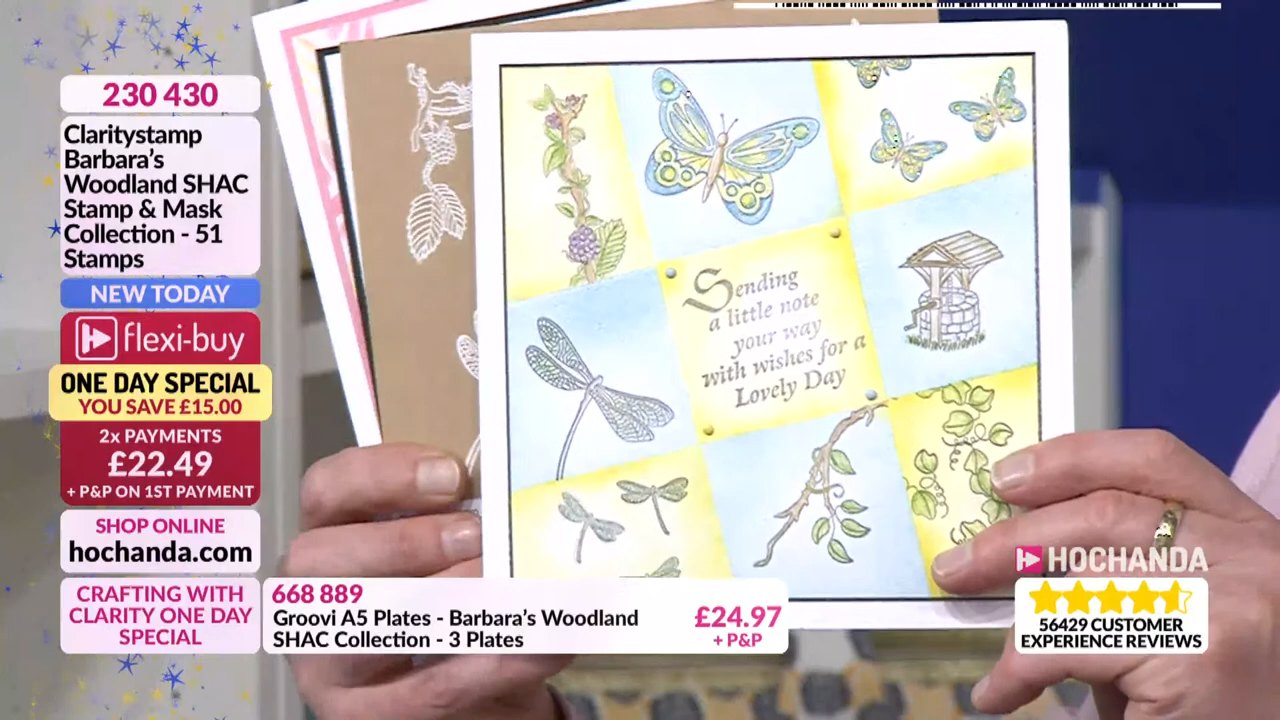 230 430
Claritystamp
Barbara's
Woodland SHAC
Stamp & Mask
Collection - 51
Stamps
NEW TODAY
flexi-buy
ONE DAY SPECIAL
YOU SAVE £15.00
2x PAYMENTS
£22.49
+ P&P ON 1ST PAYMENT
SHOP ONLINE
hochanda.com
CRAFTING WITH
CLARITY ONE DAY
SPECIAL
668 889
Groovi A5 Plates - Barbara's Woodland
SHAC Collection - 3 Plates
£24.97
+ P&P
Sending
a little note
your way
with wishes for a
Lovely Day
HOCHANDA
56429 CUSTOMER
EXPERIENCE REVIEWS